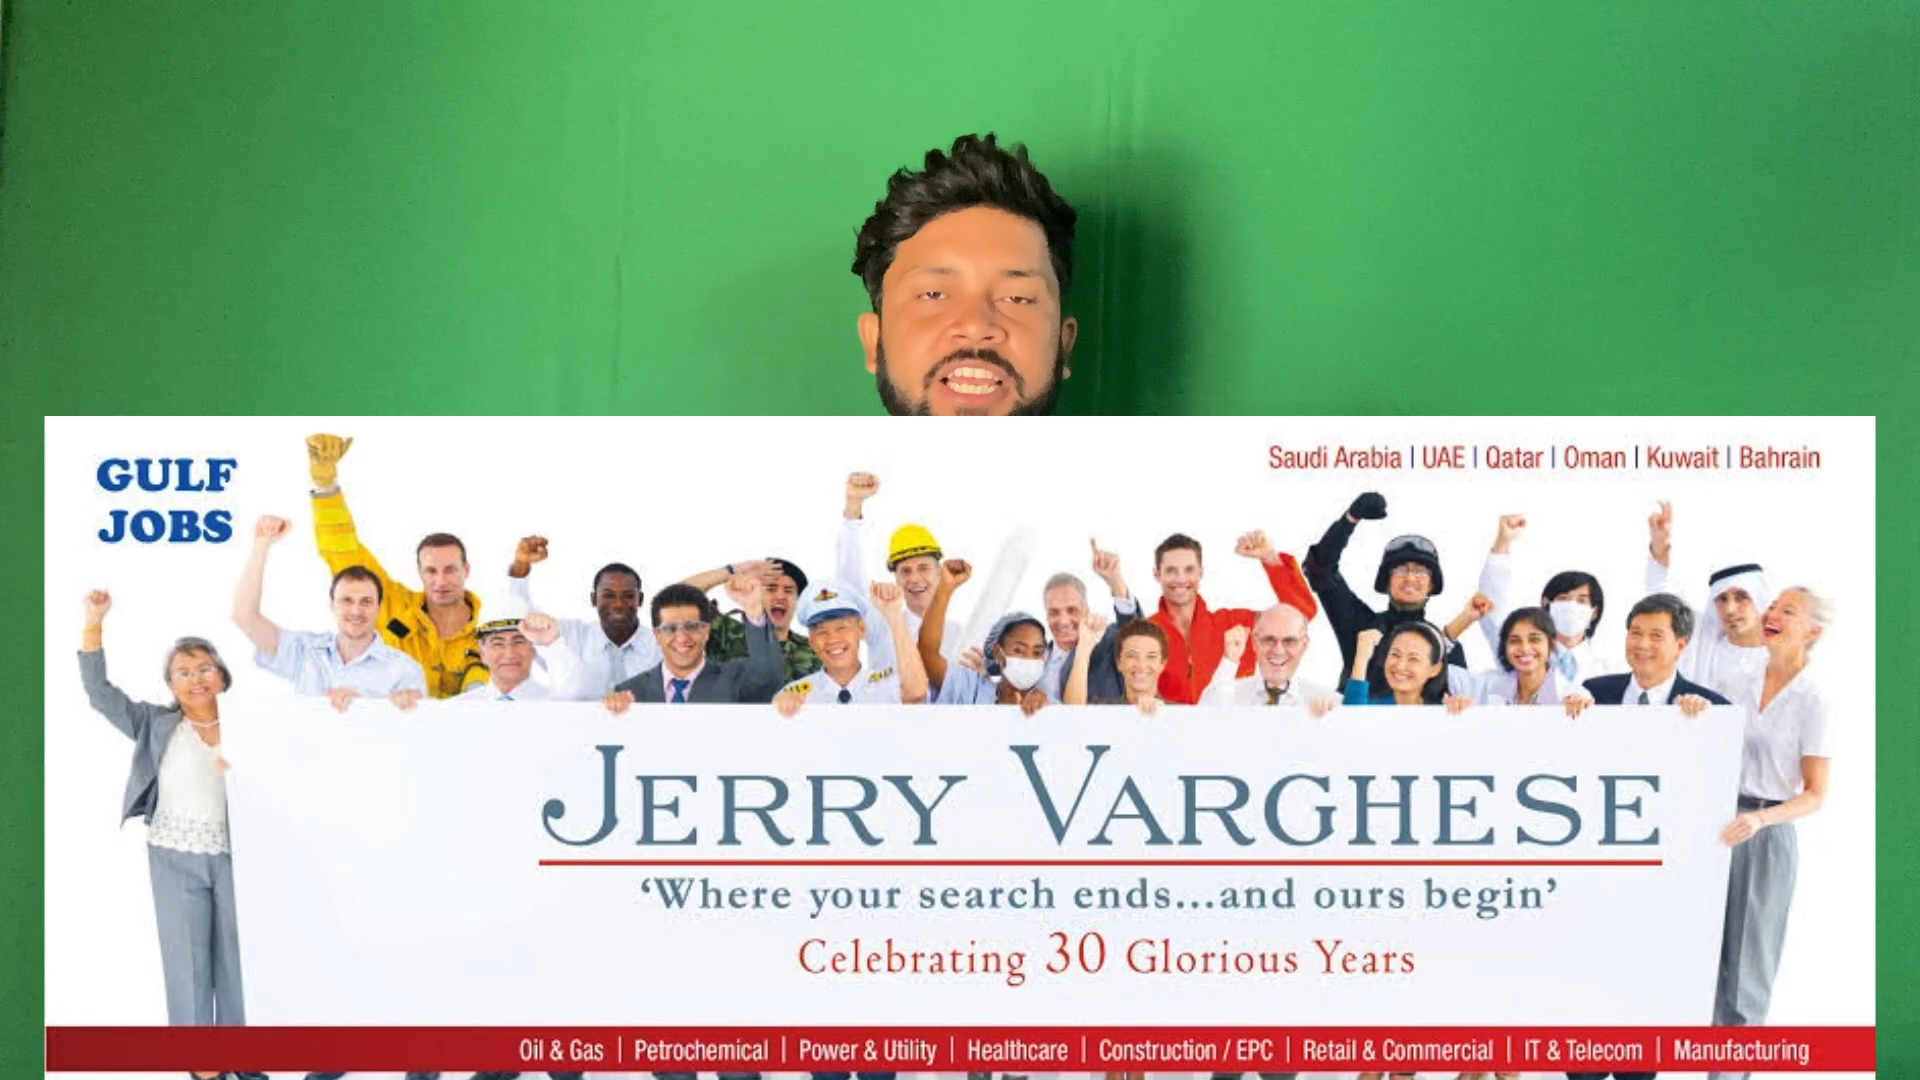 GULF
JOBS
Saudi Arabia | UAE | Qatar | Oman | Kuwait | Bahrain
JERRY VARGHESE
‘Where your search ends...and ours begin’
Celebrating 30 Glorious Years
Oil & Gas | Petrochemical | Power & Utility | Healthcare | Construction / EPC | Retail & Commercial | IT & Telecom | Manufacturing